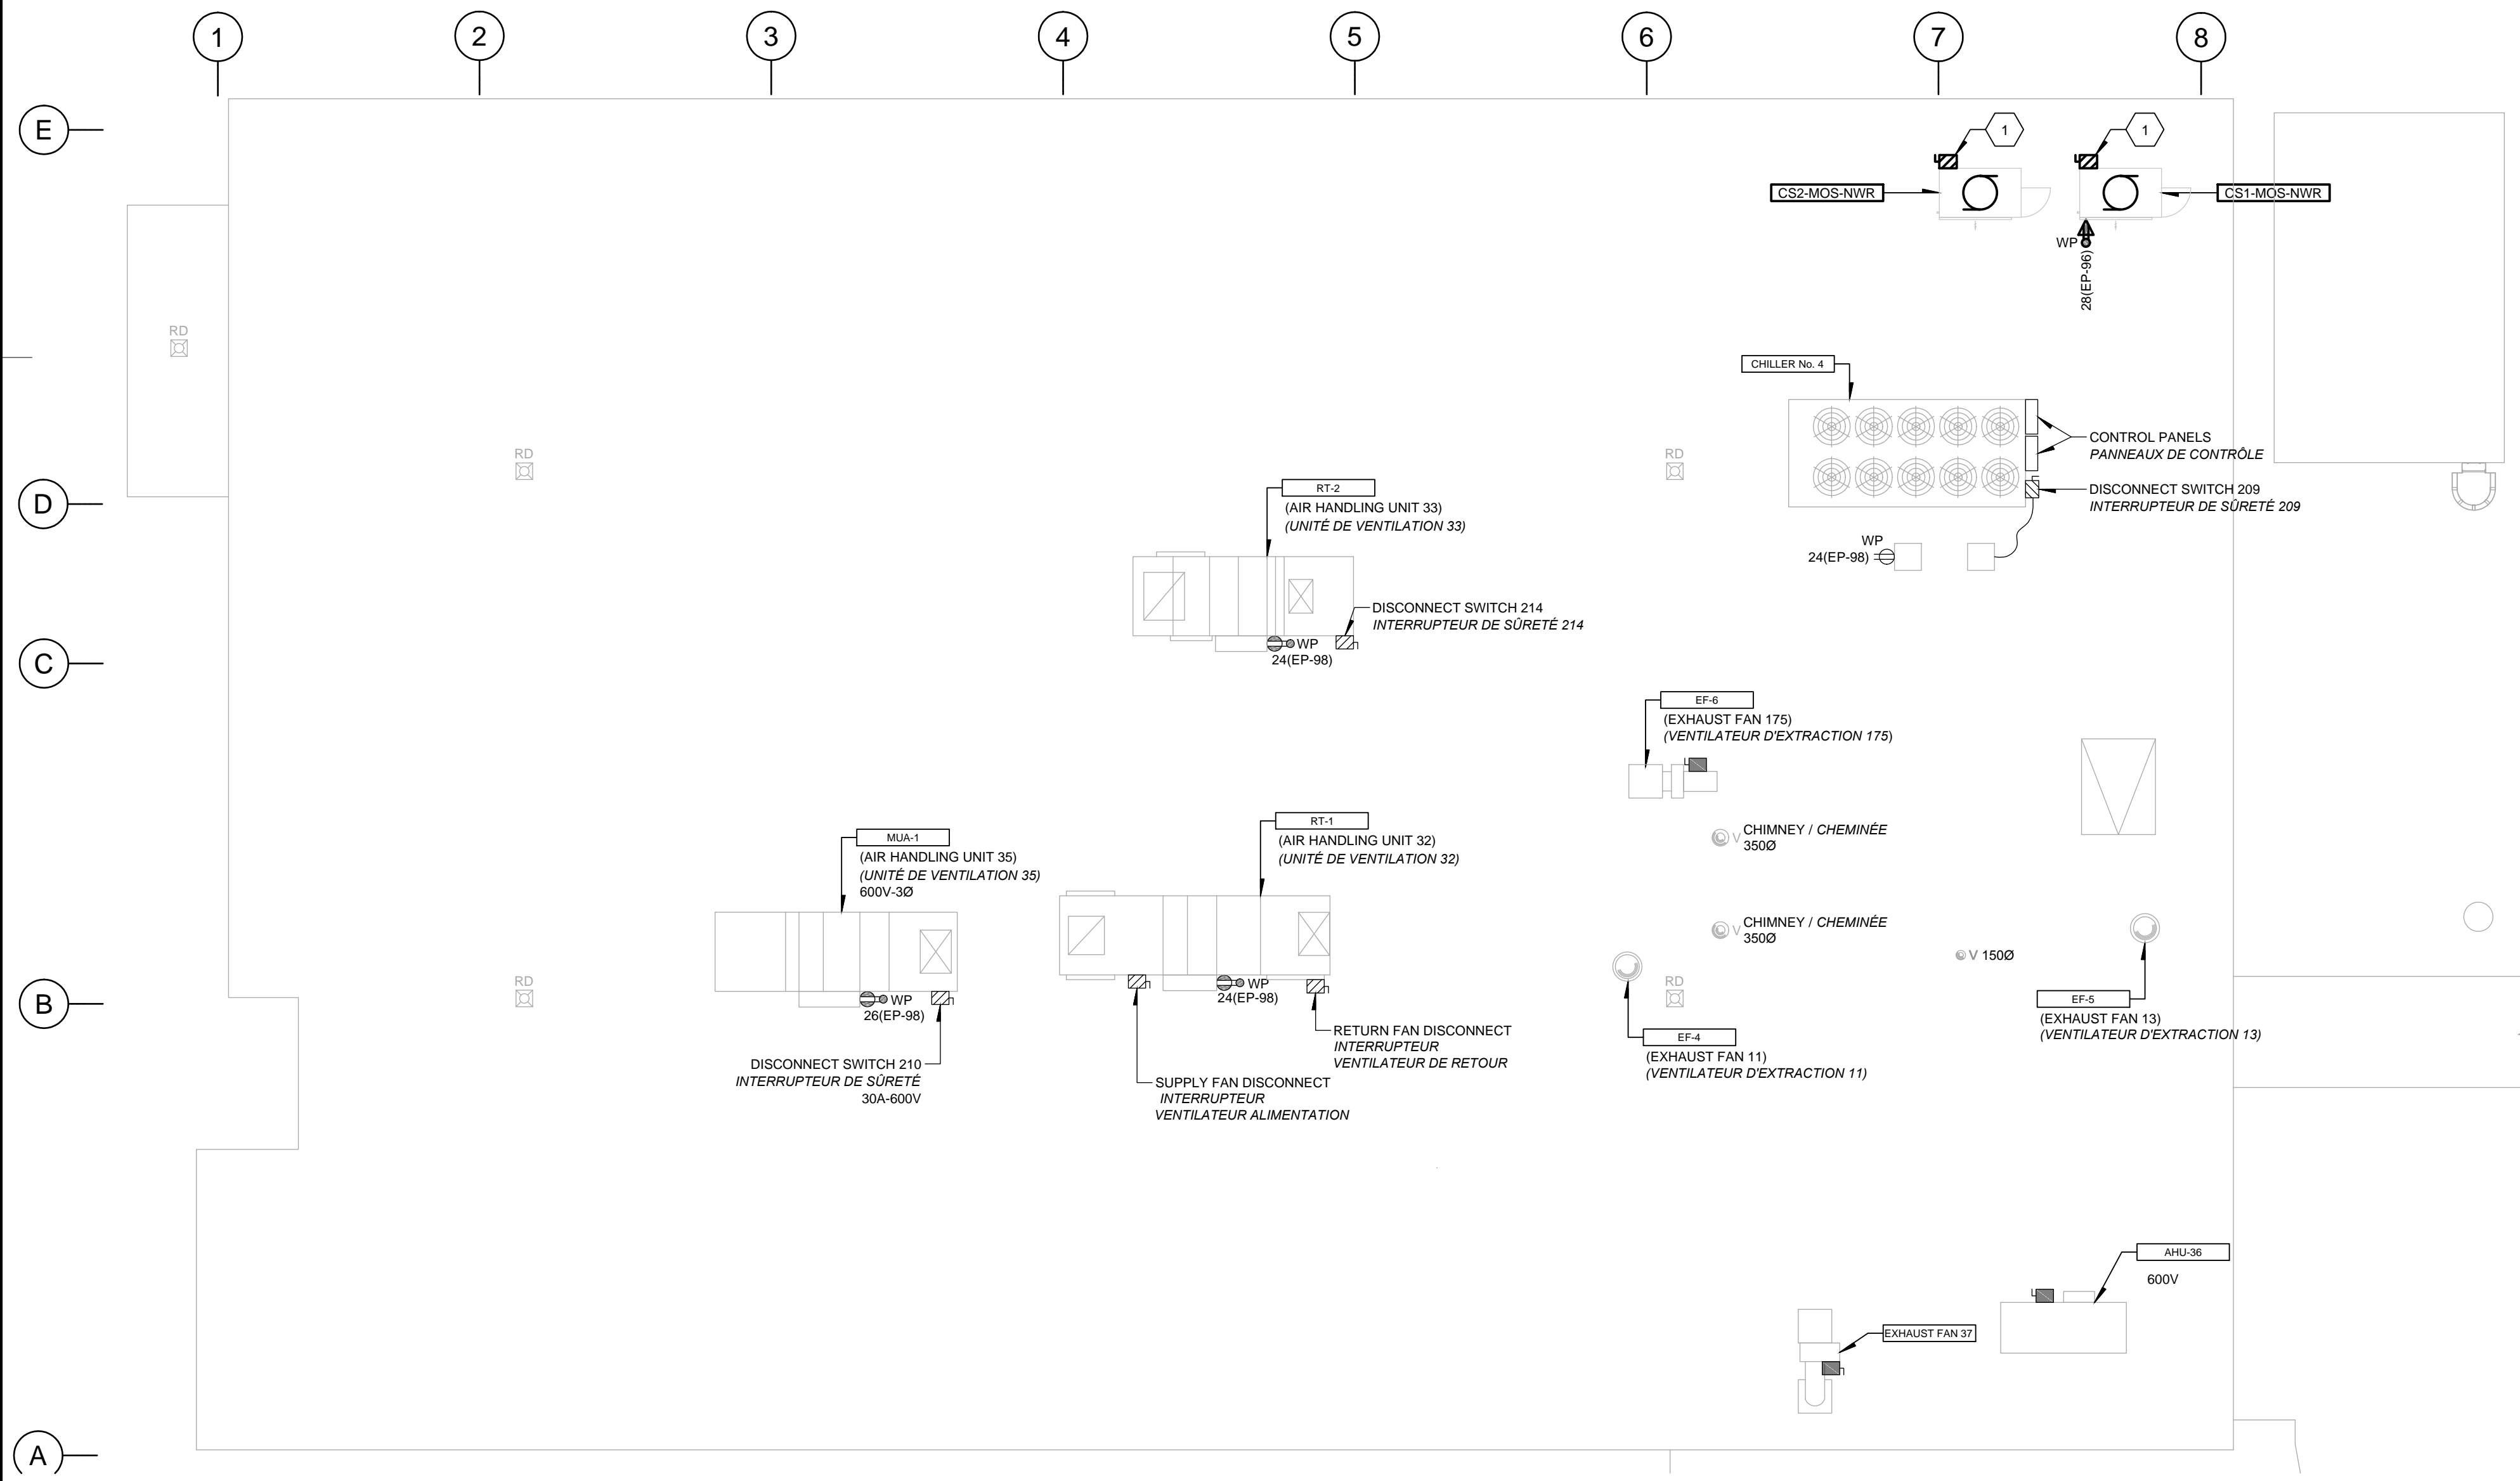 1
2
3
4
5
6
7
8
E
1
1
CS2-MOS-NWR
CS1-MOS-NWR
WP
28(EP-96)
RD
CHILLER No. 4
CONTROL PANELS
PANNEAUX DE CONTRÔLE
RD
RD
D
RT-2
(AIR HANDLING UNIT 33)
(UNITÉ DE VENTILATION 33)
DISCONNECT SWITCH 209
INTERRUPTEUR DE SÛRETÉ 209
WP
24(EP-98)
DISCONNECT SWITCH 214
INTERRUPTEUR DE SÛRETÉ 214
WP
24(EP-98)
C
EF-6
(EXHAUST FAN 175)
(VENTILATEUR D'EXTRACTION 175)
MUA-1
(AIR HANDLING UNIT 35)
(UNITÉ DE VENTILATION 35)
600V-3Ø
RT-1
(AIR HANDLING UNIT 32)
(UNITÉ DE VENTILATION 32)
V CHIMNEY / CHEMINÉE
350Ø
V CHIMNEY / CHEMINÉE
350Ø
V 150Ø
RD
RD
B
WP
26(EP-98)
WP
24(EP-98)
EF-5
(EXHAUST FAN 13)
(VENTILATEUR D'EXTRACTION 13)
RETURN FAN DISCONNECT
INTERRUPTEUR
VENTILATEUR DE RETOUR
EF-4
(EXHAUST FAN 11)
(VENTILATEUR D'EXTRACTION 11)
DISCONNECT SWITCH 210
INTERRUPTEUR DE SÛRETÉ
30A-600V
SUPPLY FAN DISCONNECT
INTERRUPTEUR
VENTILATEUR ALIMENTATION
AHU-36
600V
EXHAUST FAN 37
A